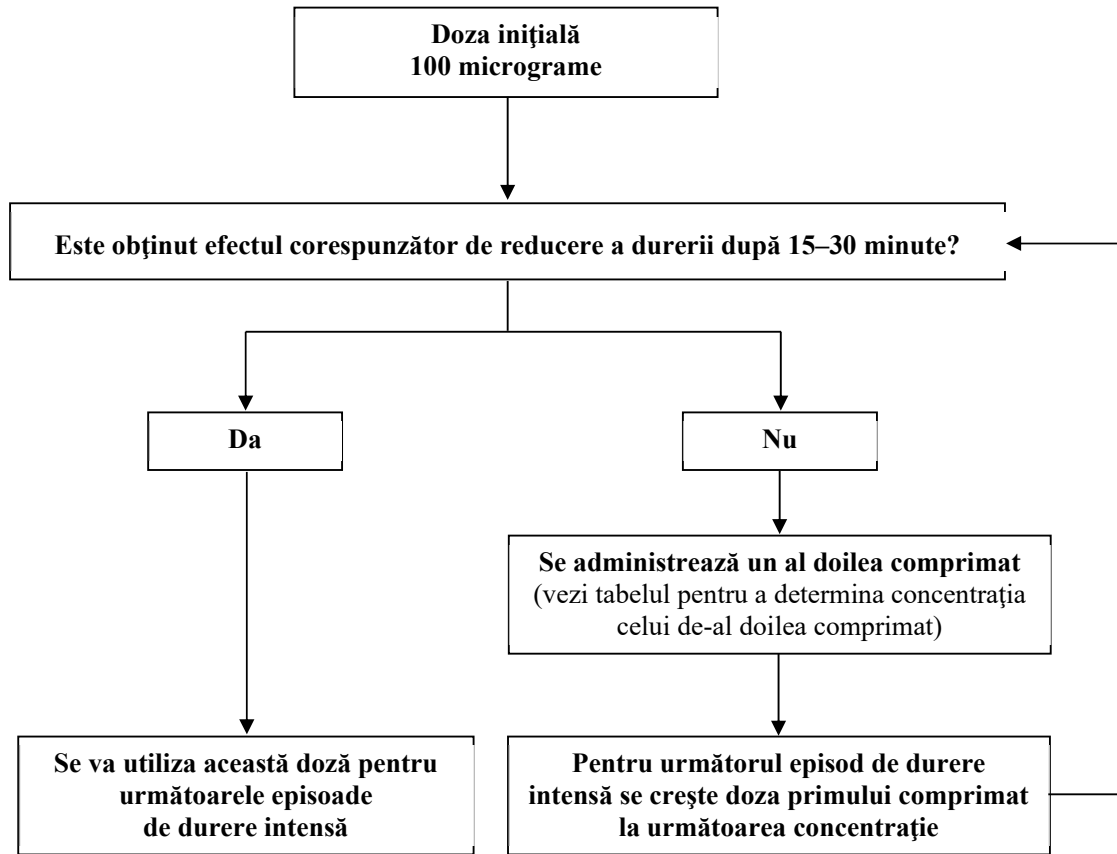 Doza iniţială
100 micrograme
Este obţinut efectul corespunzător de reducere a durerii după 15–30 minute?
Da
Nu
Se administrează un al doilea comprimat
(vezi tabelul pentru a determina concentraţia
celui de-al doilea comprimat)
Se va utiliza această doză pentru
următoarele episoade
de durere intensă
Pentru următorul episod de durere
intensă se creşte doza primului comprimat
la următoarea concentraţie